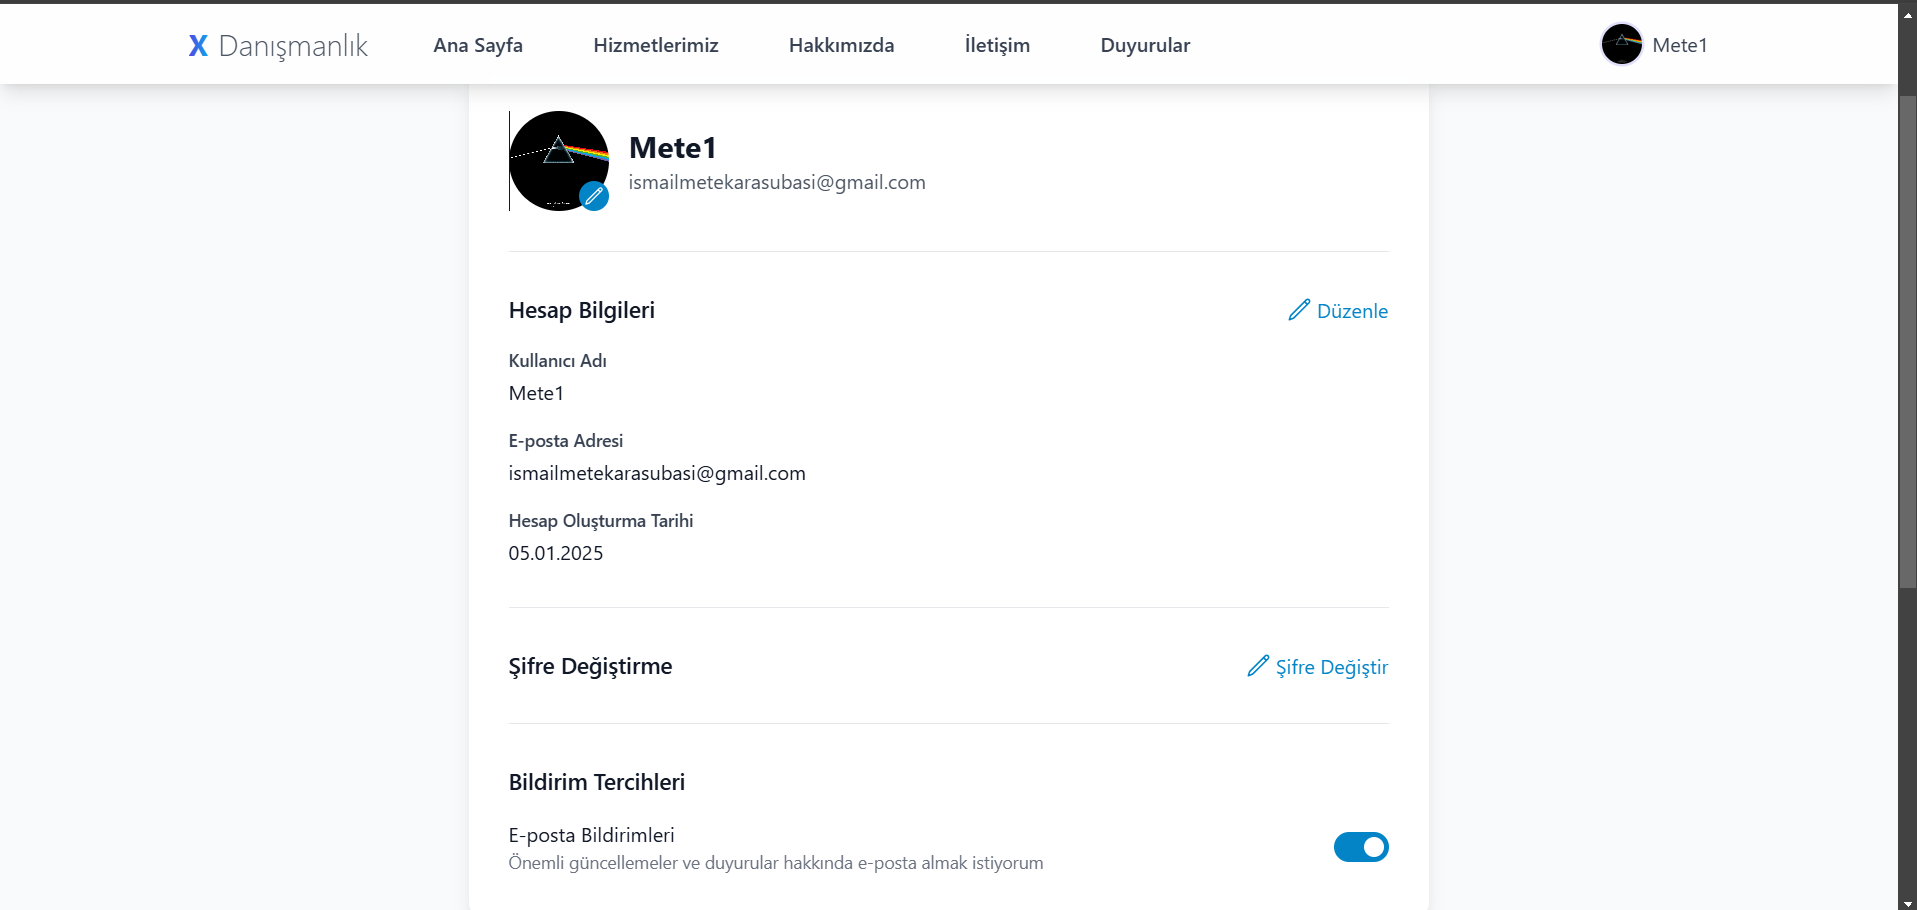 X Danışmanlık
Ana Sayfa
Hizmetlerimiz
Hakkımızda
İletişim
Duyurular
Mete1
Mete1
ismailmetekarasubasi@gmail.com
Hesap Bilgileri
Düzenle
Kullanıcı Adı
Mete1
E-posta Adresi
ismailmetekarasubasi@gmail.com
Hesap Oluşturma Tarihi
05.01.2025
Şifre Değiştirme
Şifre Değiştir
Bildirim Tercihleri
E-posta Bildirimleri
Önemli güncellemeler ve duyurular hakkında e-posta almak istiyorum